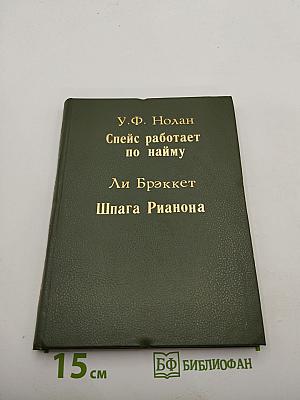 У.Ф. Нолан
Спейс работает
по найму
Ли Брэккет
Шпага Рианона
15 см
БФ БИБЛИОФАН